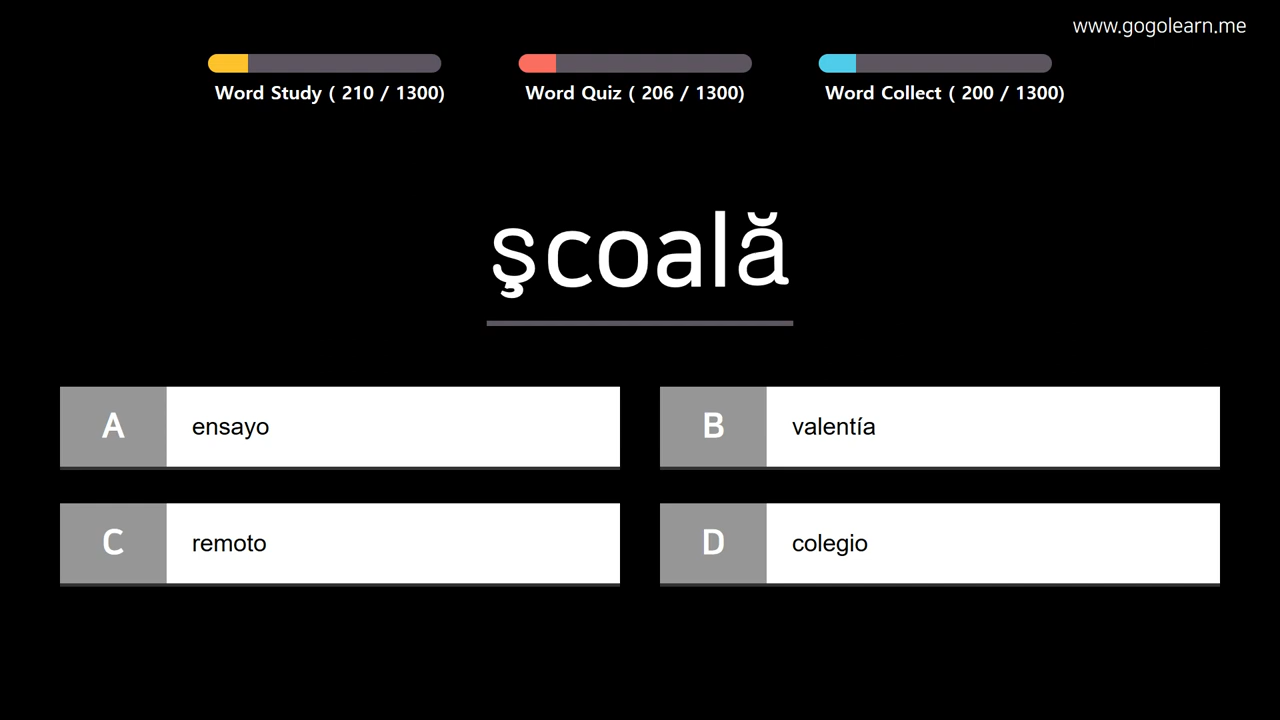 www.gogolearn.me
Word Study ( 210 / 1300)
Word Quiz ( 206 / 1300)
Word Collect ( 200 / 1300)
şcoală
A ensayo
B valentía
C remoto
D colegio